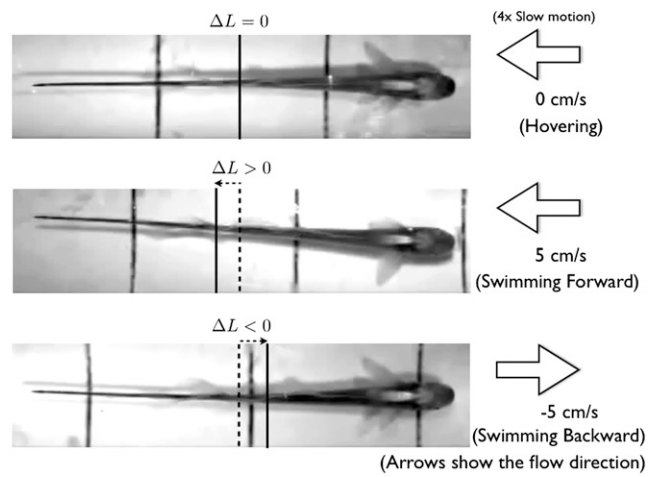 ΔL = 0
(4x Slow motion)
0 cm/s
(Hovering)
ΔL > 0
5 cm/s
(Swimming Forward)
ΔL < 0
-5 cm/s
(Swimming Backward)
(Arrows show the flow direction)